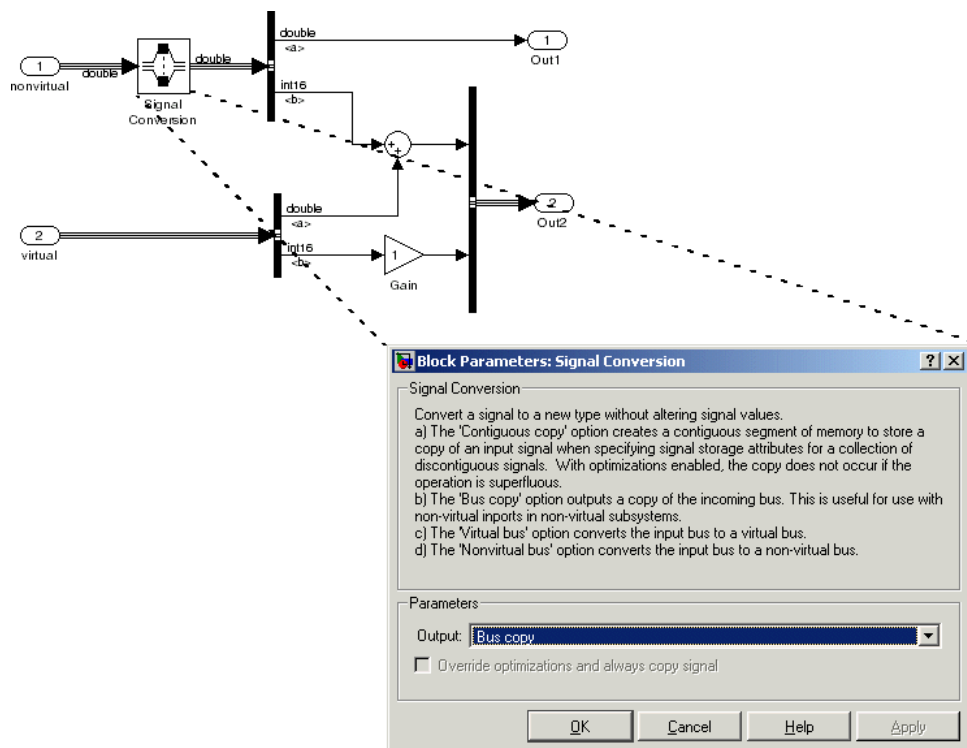 double
<a>
1
Out1
1
nonvirtual
double
double
Signal
Conversion
int16
<b>
+
+
double
<a>
2
Out2
2
virtual
int16
<b>
1
Gain
Block Parameters: Signal Conversion
Signal Conversion
Convert a signal to a new type without altering signal values.
a) The 'Contiguous copy' option creates a contiguous segment of memory to store a
copy of an input signal when specifying signal storage attributes for a collection of
discontiguous signals. With optimizations enabled, the copy does not occur if the
operation is superfluous.
b) The 'Bus copy' option outputs a copy of the incoming bus. This is useful for use with
non-virtual inports in non-virtual subsystems.
c) The 'Virtual bus' option converts the input bus to a virtual bus.
d) The 'Nonvirtual bus' option converts the input bus to a non-virtual bus.
Parameters
Output: Bus copy
Override optimizations and always copy signal
OK Cancel Help Apply